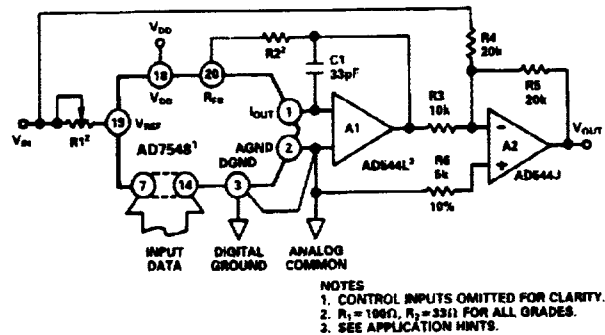 VDD
R4
20k
R2²
C1
33pF
18
20
VDD
RFB
R5
20k
IOUT
1
R3
10k
VOUT
19
VREF
A1
VIN
R1²
AD7548¹
AGND
2
AD544L³
A2
DGND
R6
5k
10%
AD544J
7
14
3
INPUT
DATA
DIGITAL
GROUND
ANALOG
COMMON
NOTES
1. CONTROL INPUTS OMITTED FOR CLARITY.
2. R1 = 100Ω, R2 = 33Ω FOR ALL GRADES.
3. SEE APPLICATION HINTS.